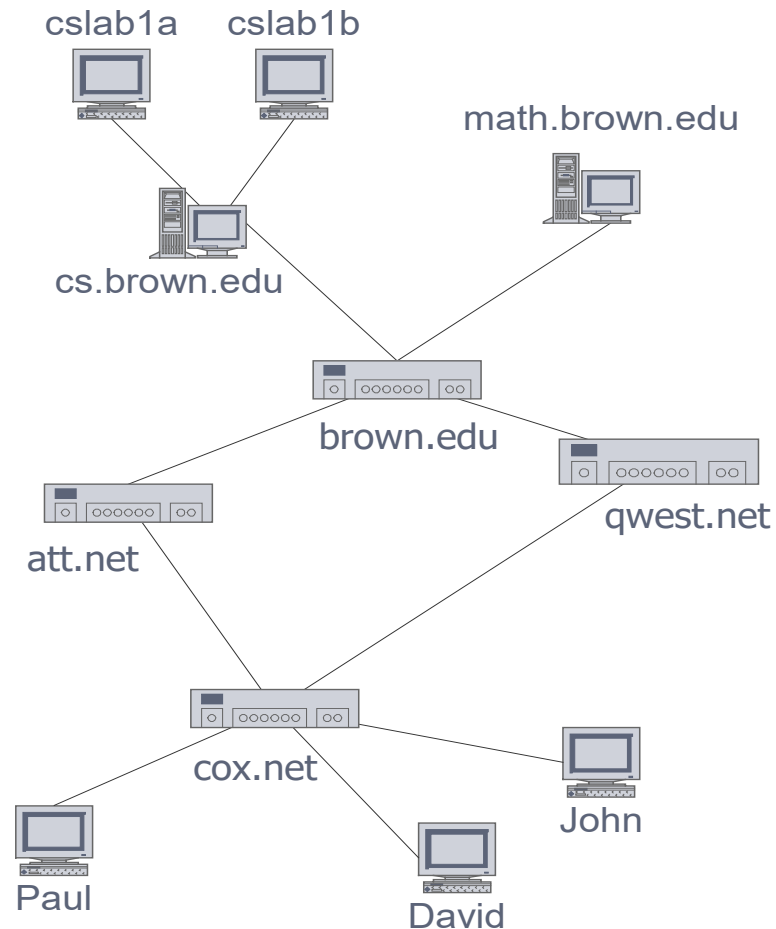 cslab1a cslab1b
math.brown.edu
cs.brown.edu
brown.edu
qwest.net
att.net
cox.net
John
Paul
David